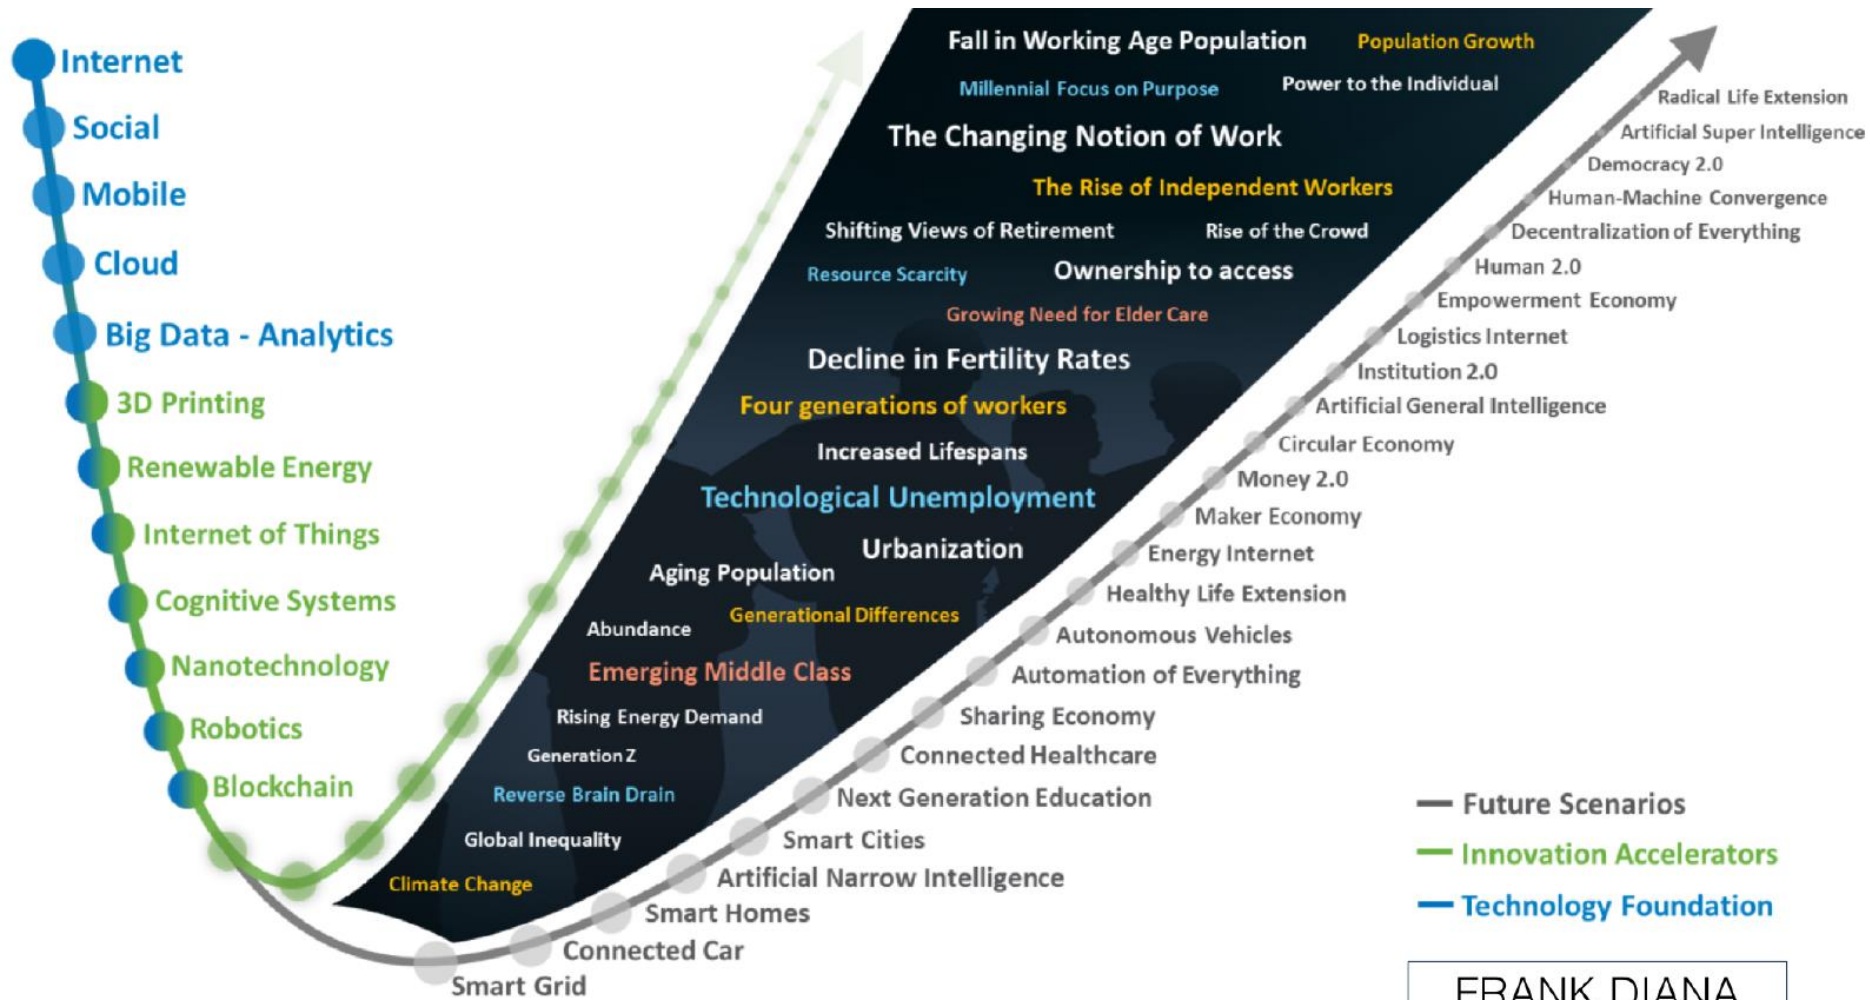 Internet
Social
Mobile
Cloud
Big Data - Analytics
3D Printing
Renewable Energy
Internet of Things
Cognitive Systems
Nanotechnology
Robotics
Blockchain
Fall in Working Age Population
Population Growth
Millennial Focus on Purpose
Power to the Individual
The Changing Notion of Work
The Rise of Independent Workers
Shifting Views of Retirement
Rise of the Crowd
Resource Scarcity
Ownership to access
Growing Need for Elder Care
Decline in Fertility Rates
Four generations of workers
Increased Lifespans
Technological Unemployment
Urbanization
Aging Population
Generational Differences
Abundance
Emerging Middle Class
Rising Energy Demand
Generation Z
Reverse Brain Drain
Global Inequality
Climate Change
Radical Life Extension
Artificial Super Intelligence
Democracy 2.0
Human-Machine Convergence
Decentralization of Everything
Human 2.0
Empowerment Economy
Logistics Internet
Institution 2.0
Artificial General Intelligence
Circular Economy
Money 2.0
Maker Economy
Energy Internet
Healthy Life Extension
Autonomous Vehicles
Automation of Everything
Sharing Economy
Connected Healthcare
Next Generation Education
Smart Cities
Artificial Narrow Intelligence
Smart Homes
Connected Car
Smart Grid
Future Scenarios
Innovation Accelerators
Technology Foundation
FRANK DIANA